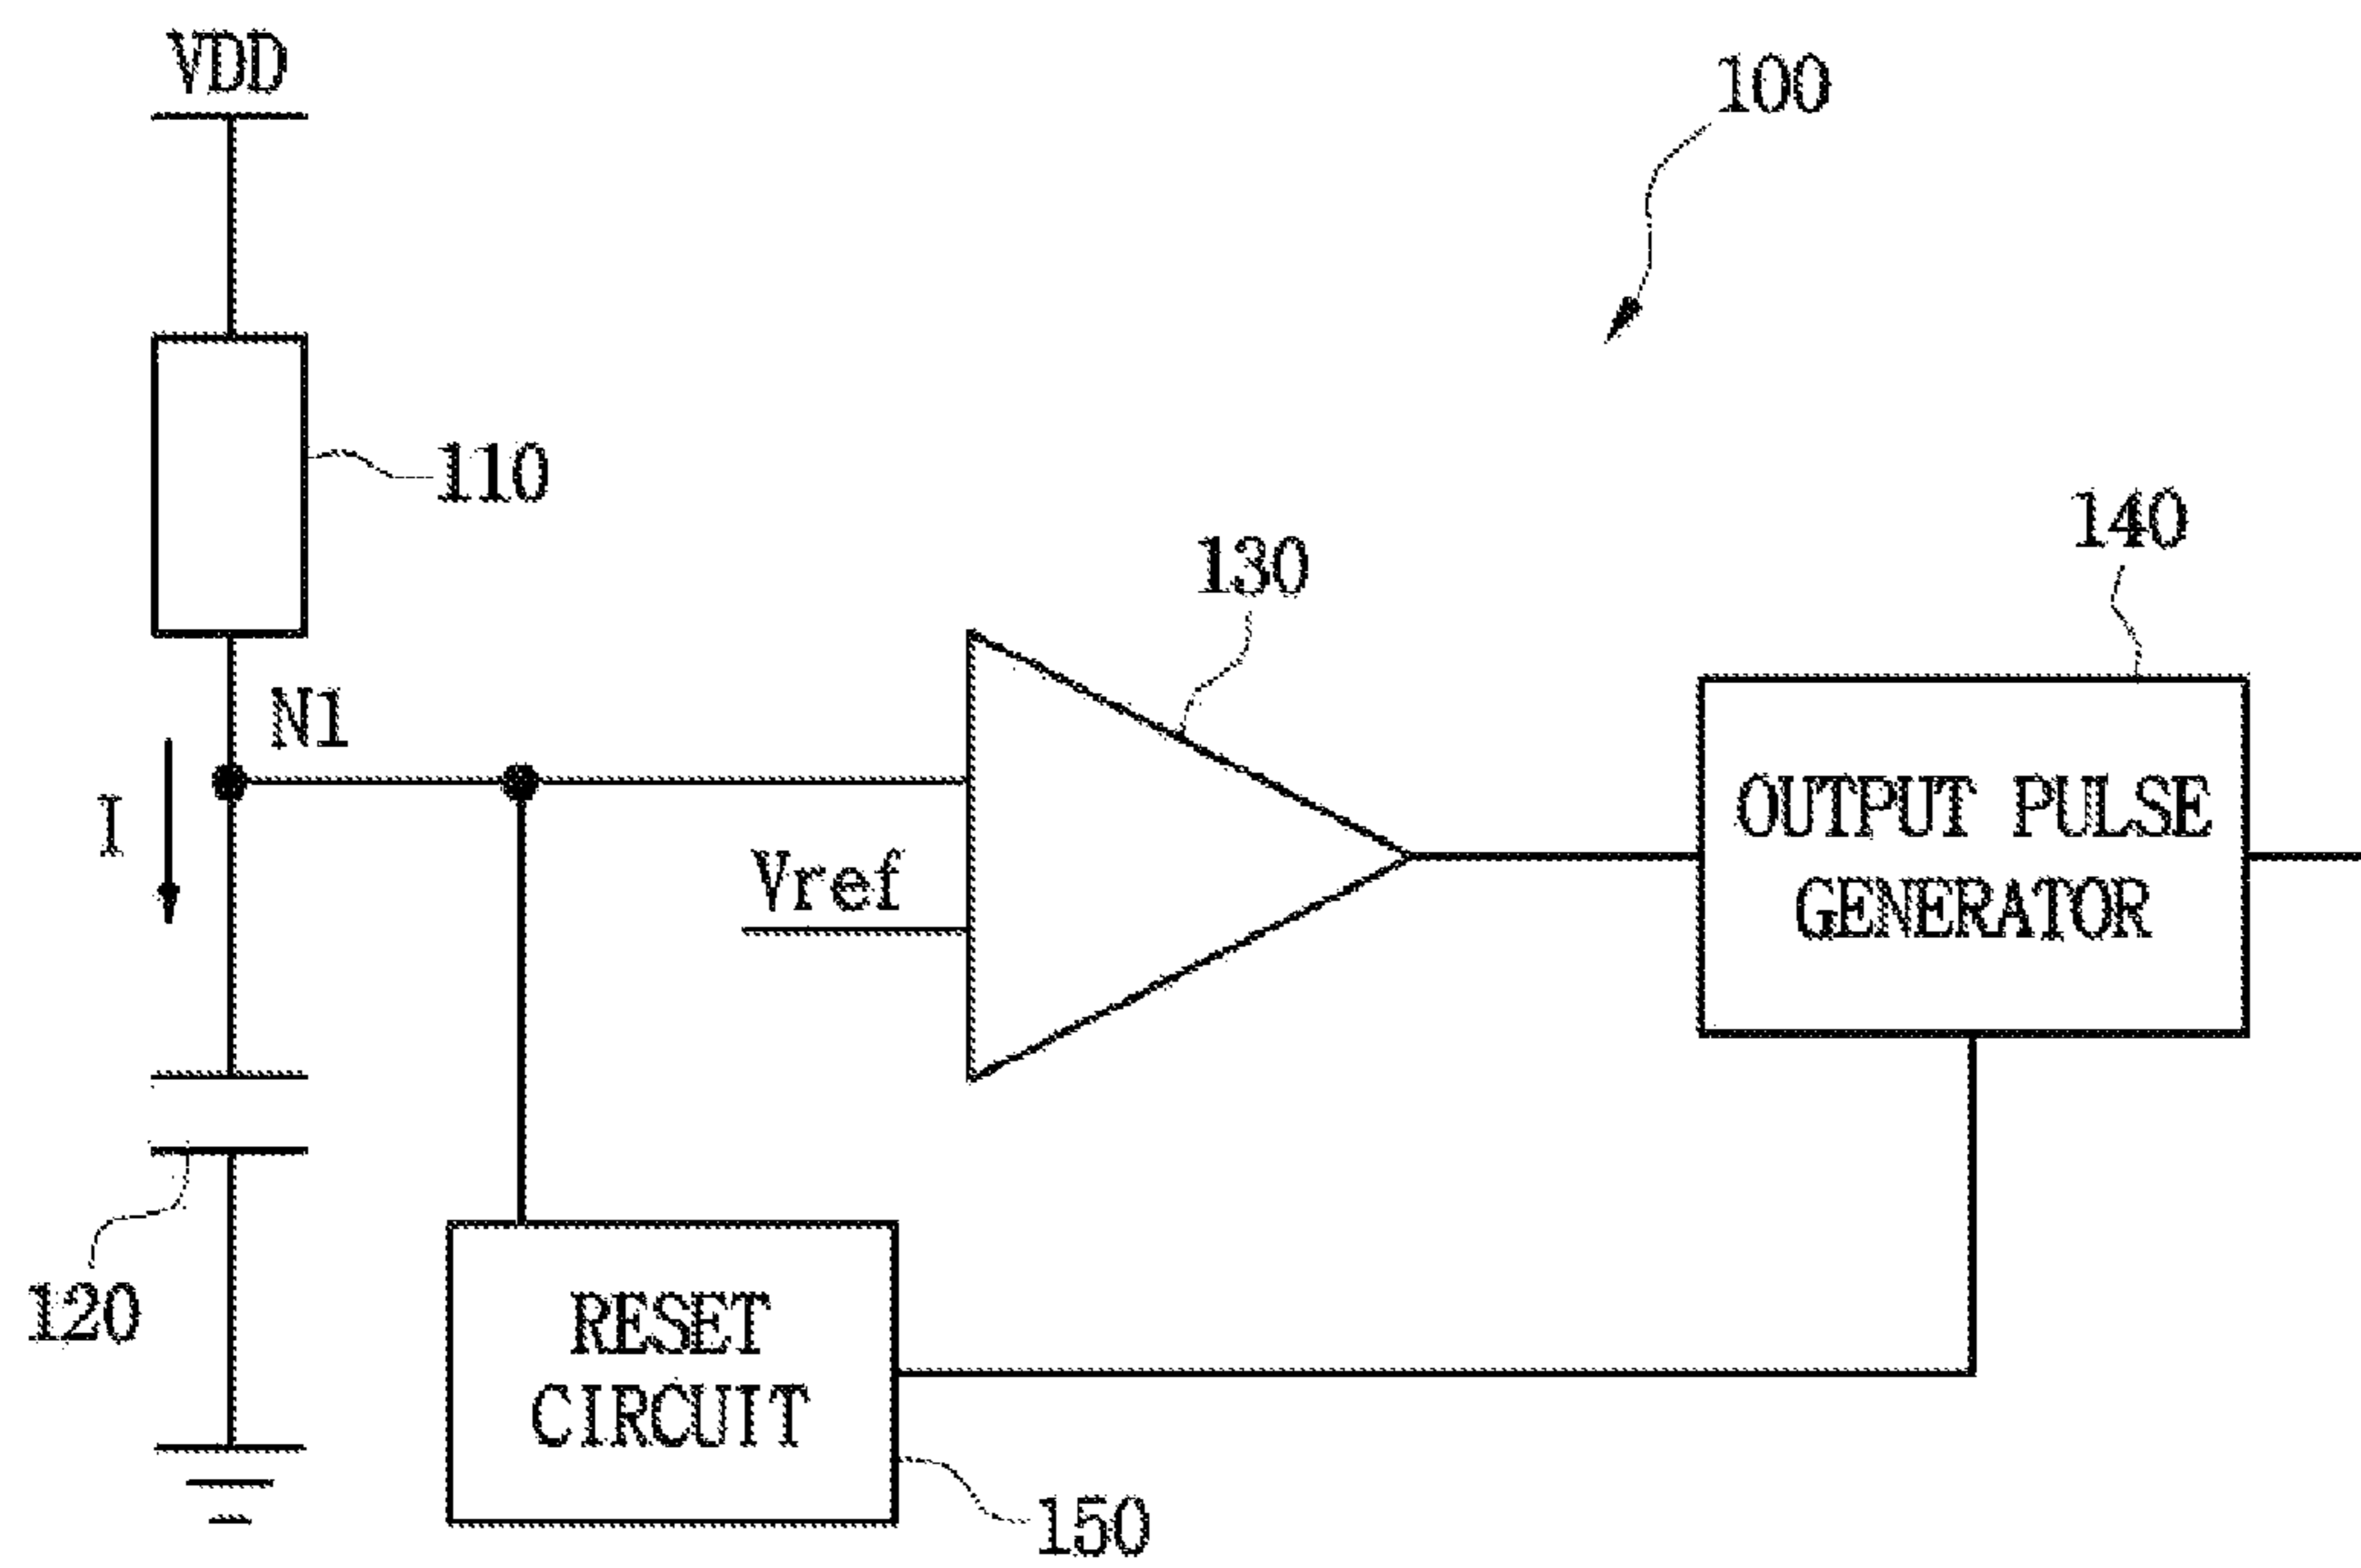 VDD
100
110
130
140
N1
I
Vref
OUTPUT PULSE
GENERATOR
120
RESET
CIRCUIT
150